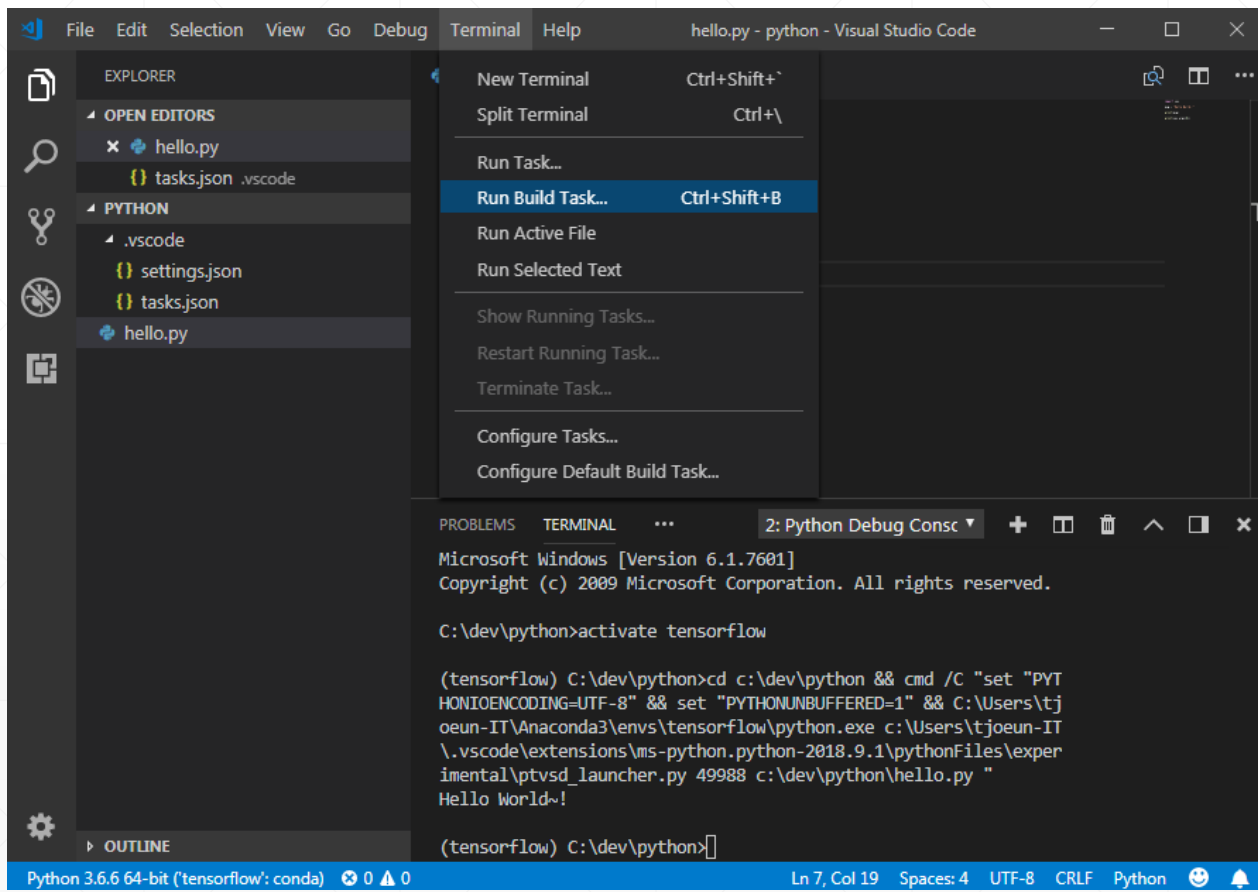 File Edit Selection View Go Debug Terminal Help hello.py - python - Visual Studio Code
EXPLORER
OPEN EDITORS
hello.py
{} tasks.json .vscode
PYTHON
.vscode
{} settings.json
{} tasks.json
hello.py
OUTLINE
New Terminal Ctrl+Shift+`
Split Terminal Ctrl+\
Run Task...
Run Build Task... Ctrl+Shift+B
Run Active File
Run Selected Text
Show Running Tasks...
Restart Running Task...
Terminate Task...
Configure Tasks...
Configure Default Build Task...
PROBLEMS TERMINAL ··· 2: Python Debug Consc
Microsoft Windows [Version 6.1.7601]
Copyright (c) 2009 Microsoft Corporation. All rights reserved.
C:\dev\python>activate tensorflow
(tensorflow) C:\dev\python>cd c:\dev\python && cmd /C "set "PYT
HONIOENCODING=UTF-8" && set "PYTHONUNBUFFERED=1" && C:\Users\tj
oeun-IT\Anaconda3\envs\tensorflow\python.exe c:\Users\tjoeun-IT
\.vscode\extensions\ms-python.python-2018.9.1\pythonFiles\exper
imental\ptvsd_launcher.py 49988 c:\dev\python\hello.py "
Hello World~!
(tensorflow) C:\dev\python>
Python 3.6.6 64-bit ('tensorflow': conda) 0 0 Ln 7, Col 19 Spaces: 4 UTF-8 CRLF Python